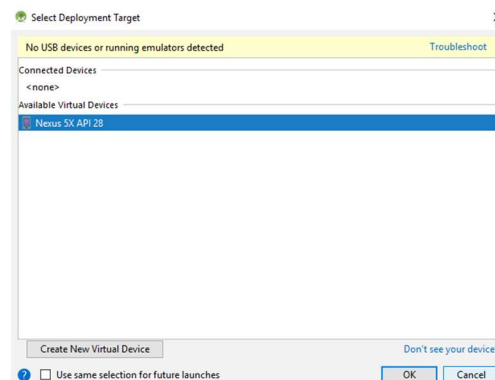 Select Deployment Target
No USB devices or running emulators detected Troubleshoot
Connected Devices
<none>
Available Virtual Devices
Nexus 5X API 28
Create New Virtual Device Don't see your device
? Use same selection for future launches OK Cancel